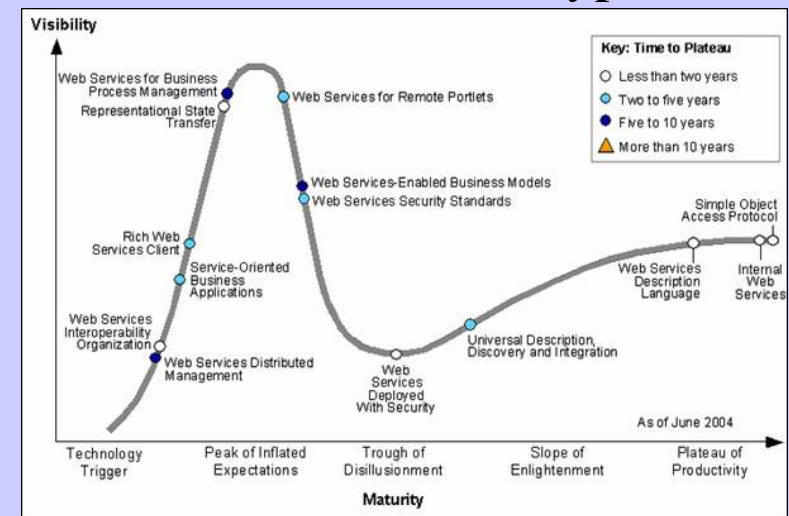 Visibility
Key: Time to Plateau
Less than two years
Two to five years
Five to 10 years
More than 10 years
Web Services for Business
Process Management
Representational State
Transfer
Web Services for Remote Portlets
Web Services-Enabled Business Models
Web Services Security Standards
Simple Object
Access Protocol
Rich Web
Services Client
Service-Oriented
Business
Applications
Web Services
Description
Language
Internal
Web
Services
Web Services
Interoperability
Organization
Web Services Distributed
Management
Universal Description,
Discovery and Integration
Web
Services
Deployed
With Security
As of June 2004
Technology
Trigger
Peak of Inflated
Expectations
Trough of
Disillusionment
Slope of
Enlightenment
Plateau of
Productivity
Maturity